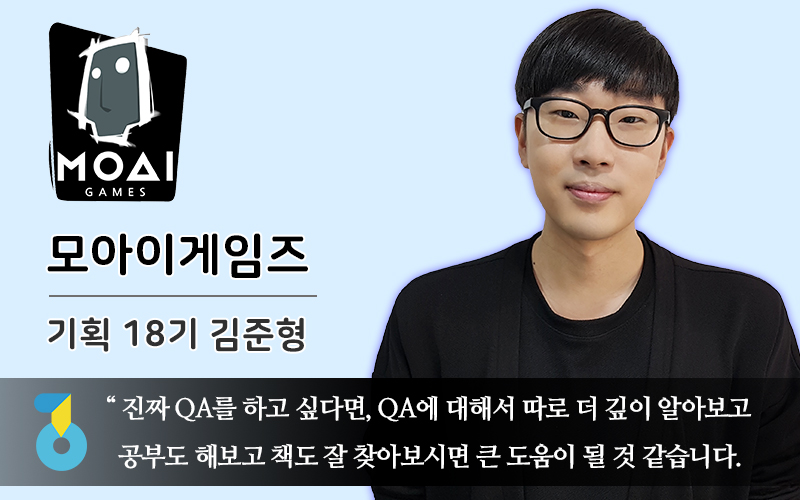 MOAI
GAMES
모아이게임즈
기획 18기 김준형
“ 진짜 QA를 하고 싶다면, QA에 대해서 따로 더 깊이 알아보고
공부도 해보고 책도 잘 찾아보시면 큰 도움이 될 것 같습니다.